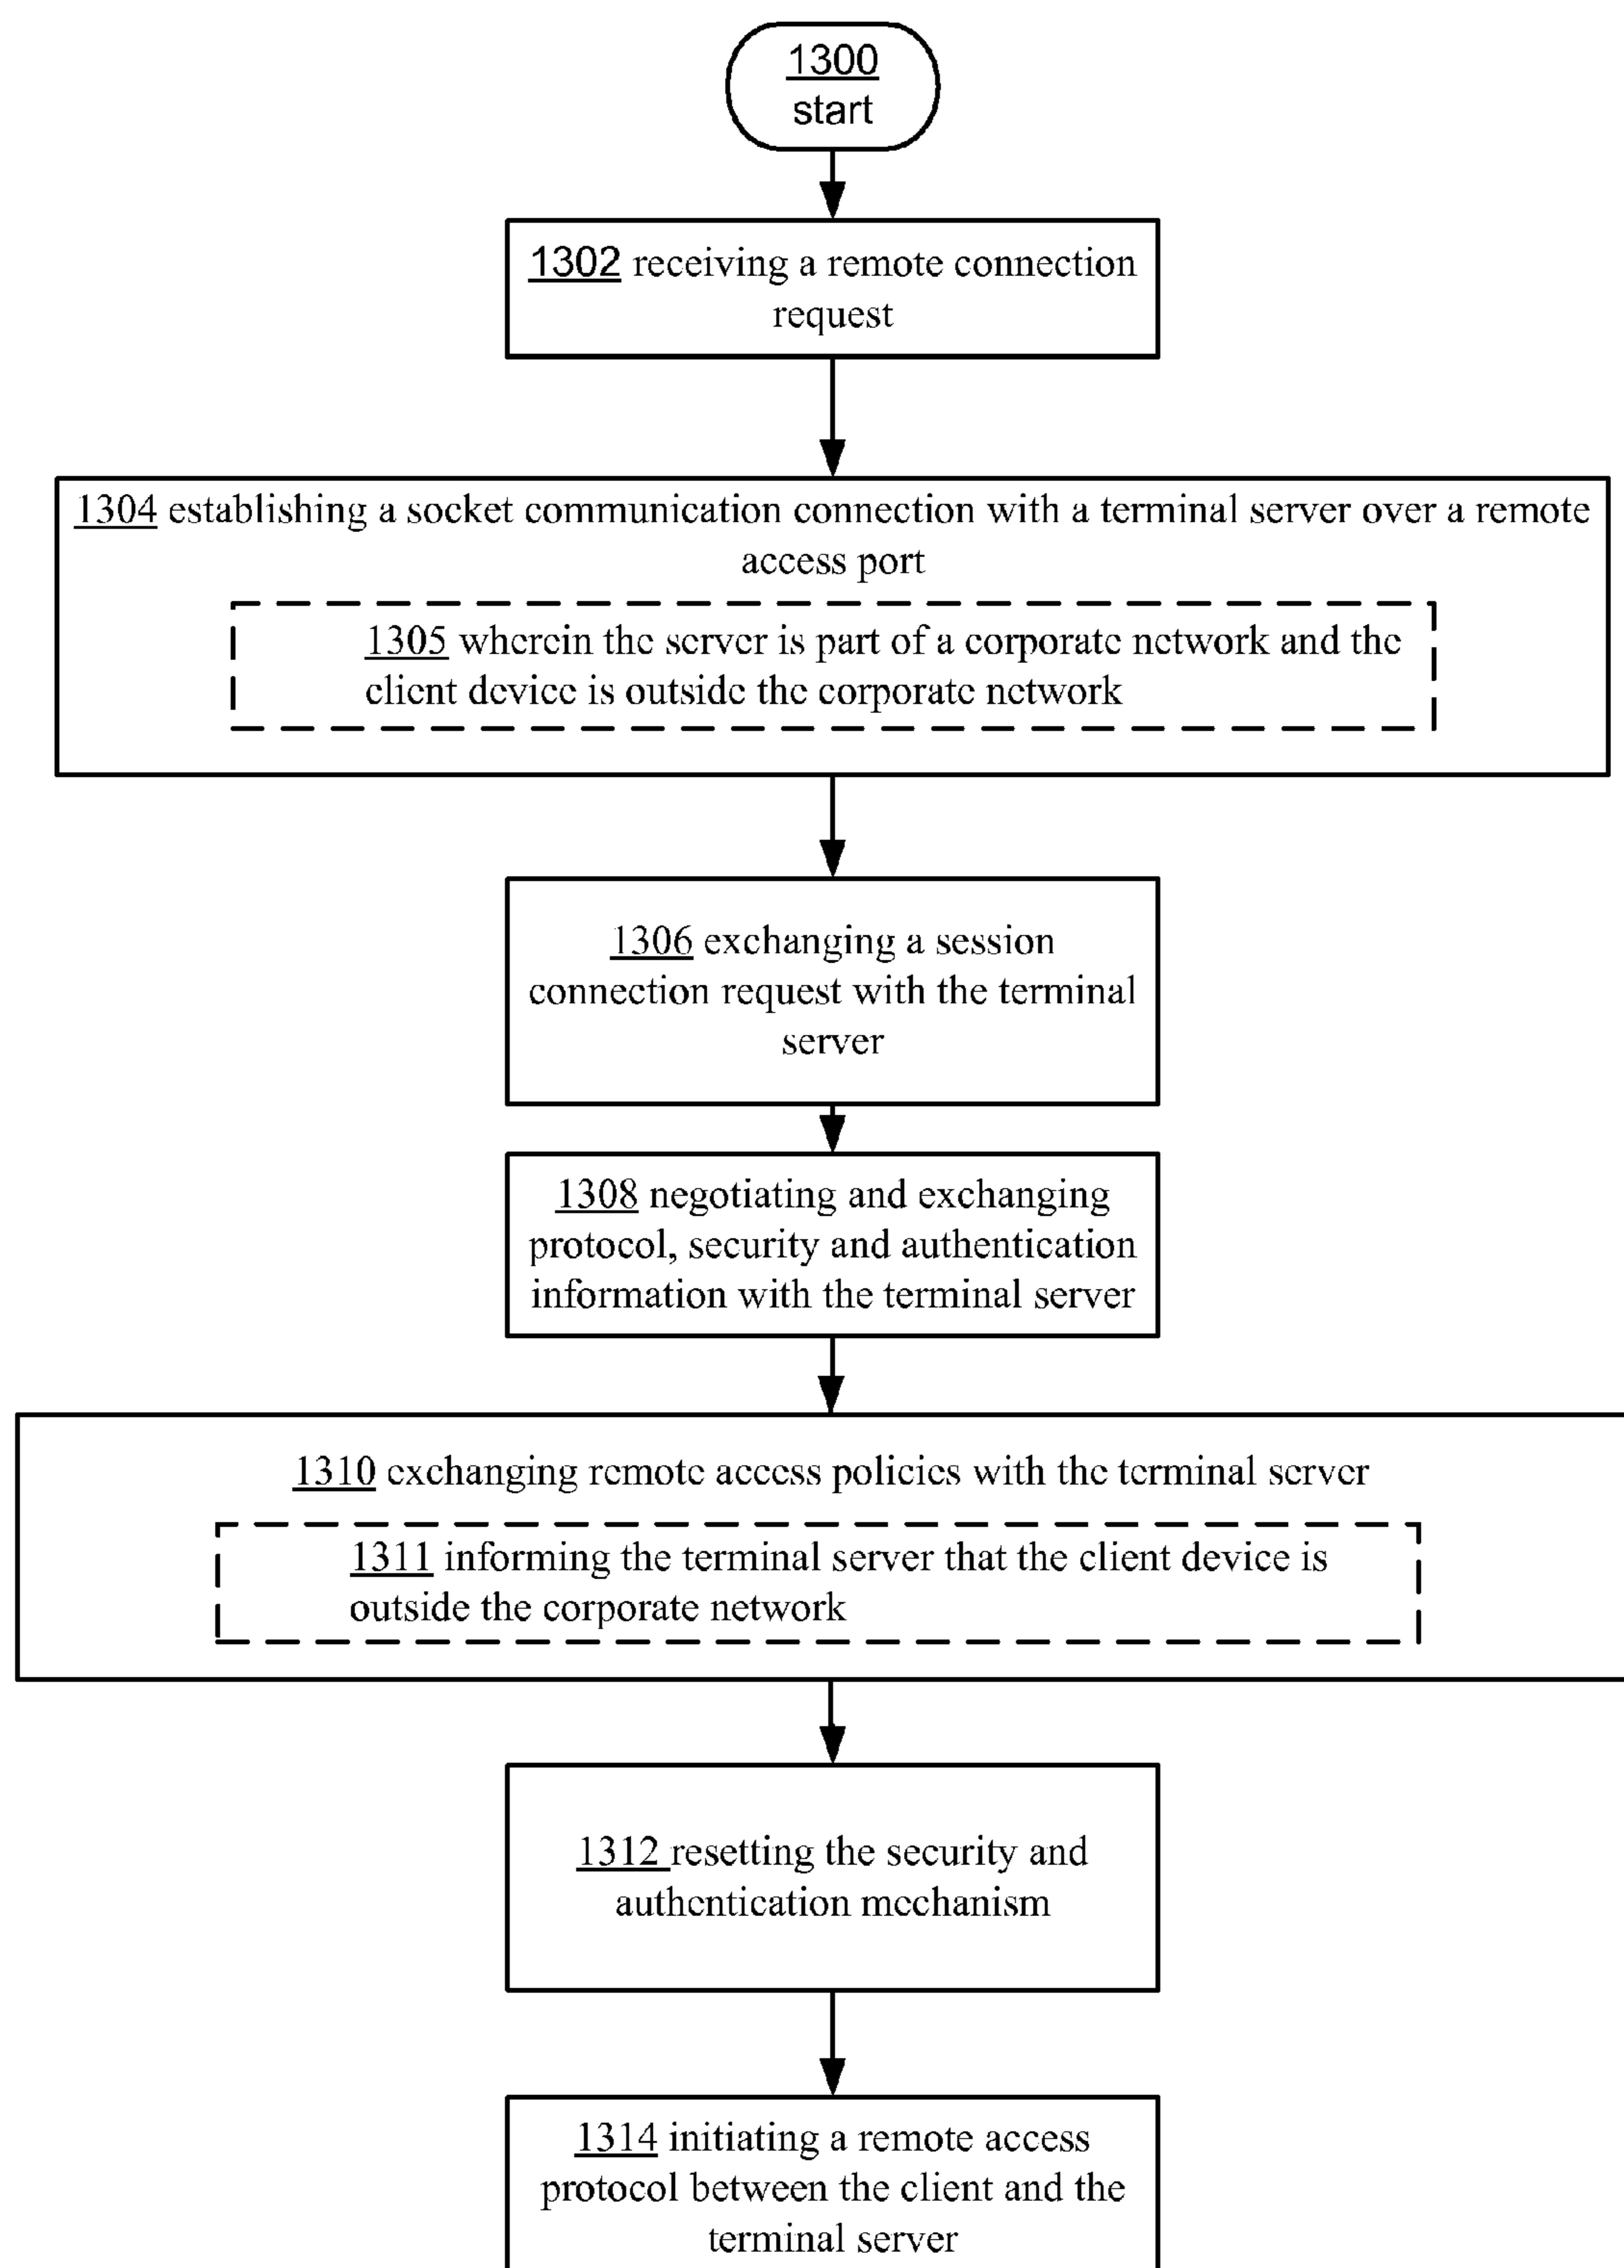 1300
start
1302 receiving a remote connection
request
1304 establishing a socket communication connection with a terminal server over a remote
access port
1305 wherein the server is part of a corporate network and the
client device is outside the corporate network
1306 exchanging a session
connection request with the terminal
server
1308 negotiating and exchanging
protocol, security and authentication
information with the terminal server
1310 exchanging remote access policies with the terminal server
1311 informing the terminal server that the client device is
outside the corporate network
1312 resetting the security and
authentication mechanism
1314 initiating a remote access
protocol between the client and the
terminal server